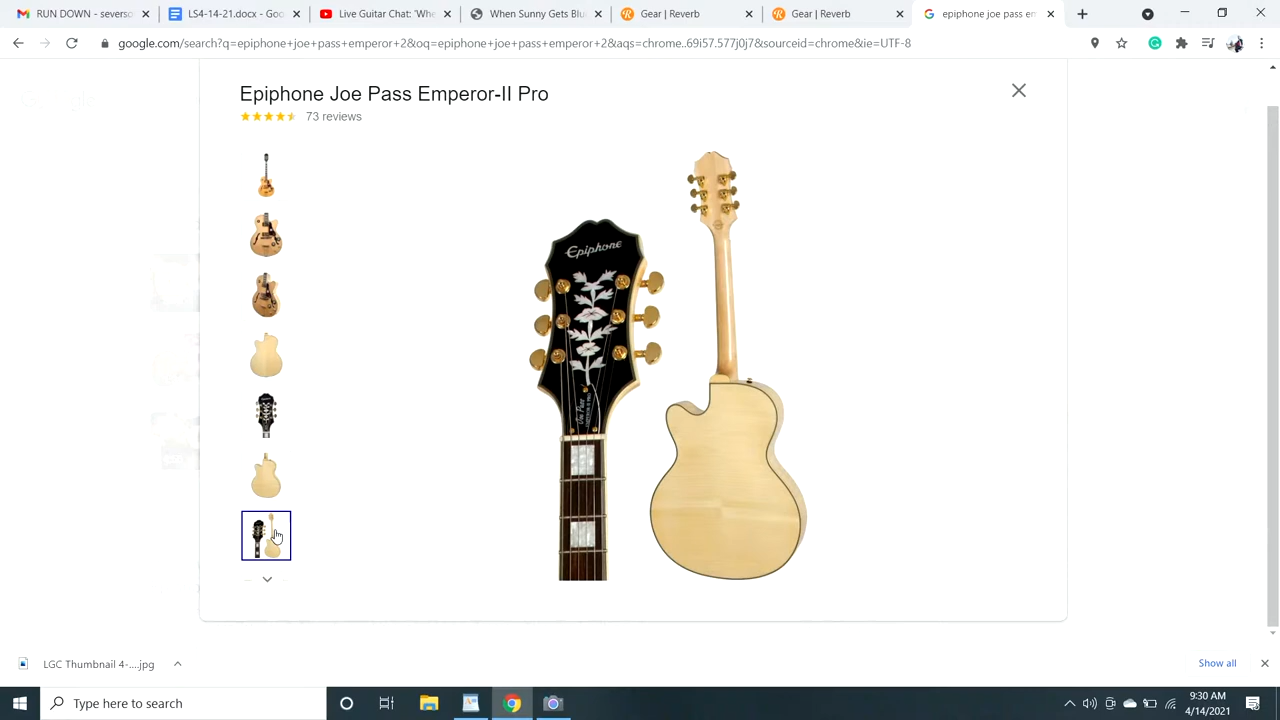 RUN DOWN - severso
LS4-14-21.docx - Goo
Live Guitar Chat: "Whe
When Sunny Gets Blu
Gear | Reverb
Gear | Reverb
epiphone joe pass em
google.com/search?q=epiphone+joe+pass+emperor+2&oq=epiphone+joe+pass+emperor+2&aqs=chrome..69i57.577j0j7&sourceid=chrome&ie=UTF-8
Epiphone Joe Pass Emperor-II Pro
73 reviews
Epiphone
Joe Pass
LGC Thumbnail 4-....jpg
Show all
Type here to search
9:30 AM
4/14/2021